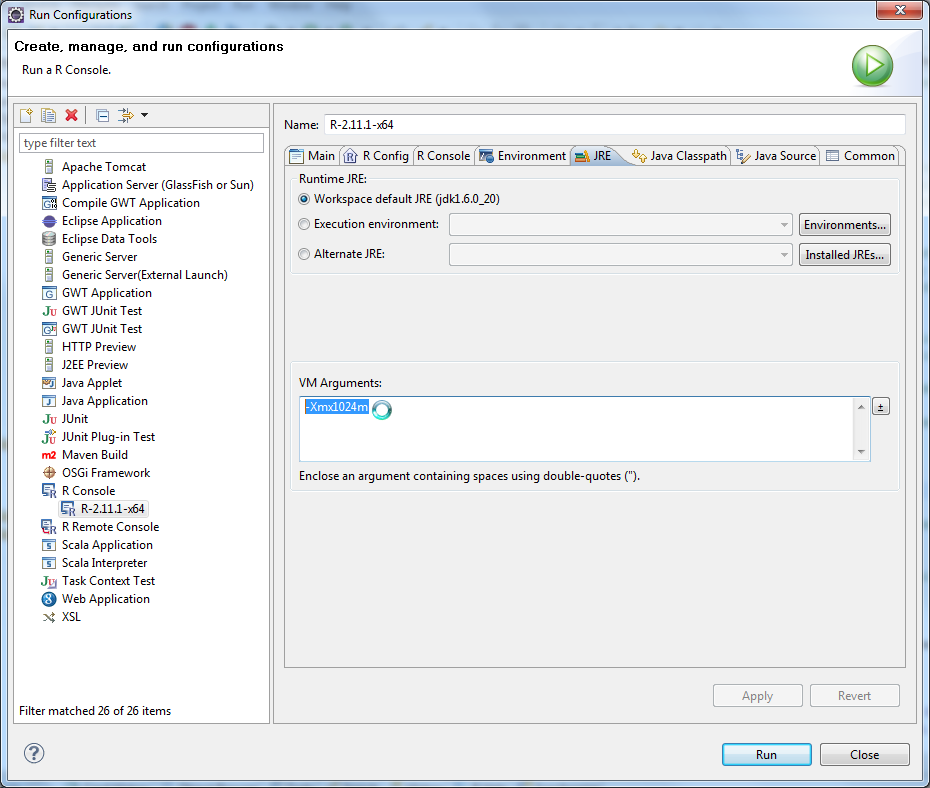 Run Configurations
Create, manage, and run configurations
Run a R Console.
type filter text
Apache Tomcat
Application Server (GlassFish or Sun)
Compile GWT Application
Eclipse Application
Eclipse Data Tools
Generic Server
Generic Server(External Launch)
GWT Application
GWT JUnit Test
GWT JUnit Test
HTTP Preview
J2EE Preview
Java Applet
Java Application
JUnit
JUnit Plug-in Test
Maven Build
OSGi Framework
R Console
R-2.11.1-x64
R Remote Console
Scala Application
Scala Interpreter
Task Context Test
Web Application
XSL
Filter matched 26 of 26 items
Name: R-2.11.1-x64
Main R Config R Console Environment JRE Java Classpath Java Source Common
Runtime JRE:
Workspace default JRE (jdk1.6.0_20)
Execution environment: Environments...
Alternate JRE: Installed JREs...
VM Arguments:
-Xmx1024m
Enclose an argument containing spaces using double-quotes (").
Apply Revert
Run Close